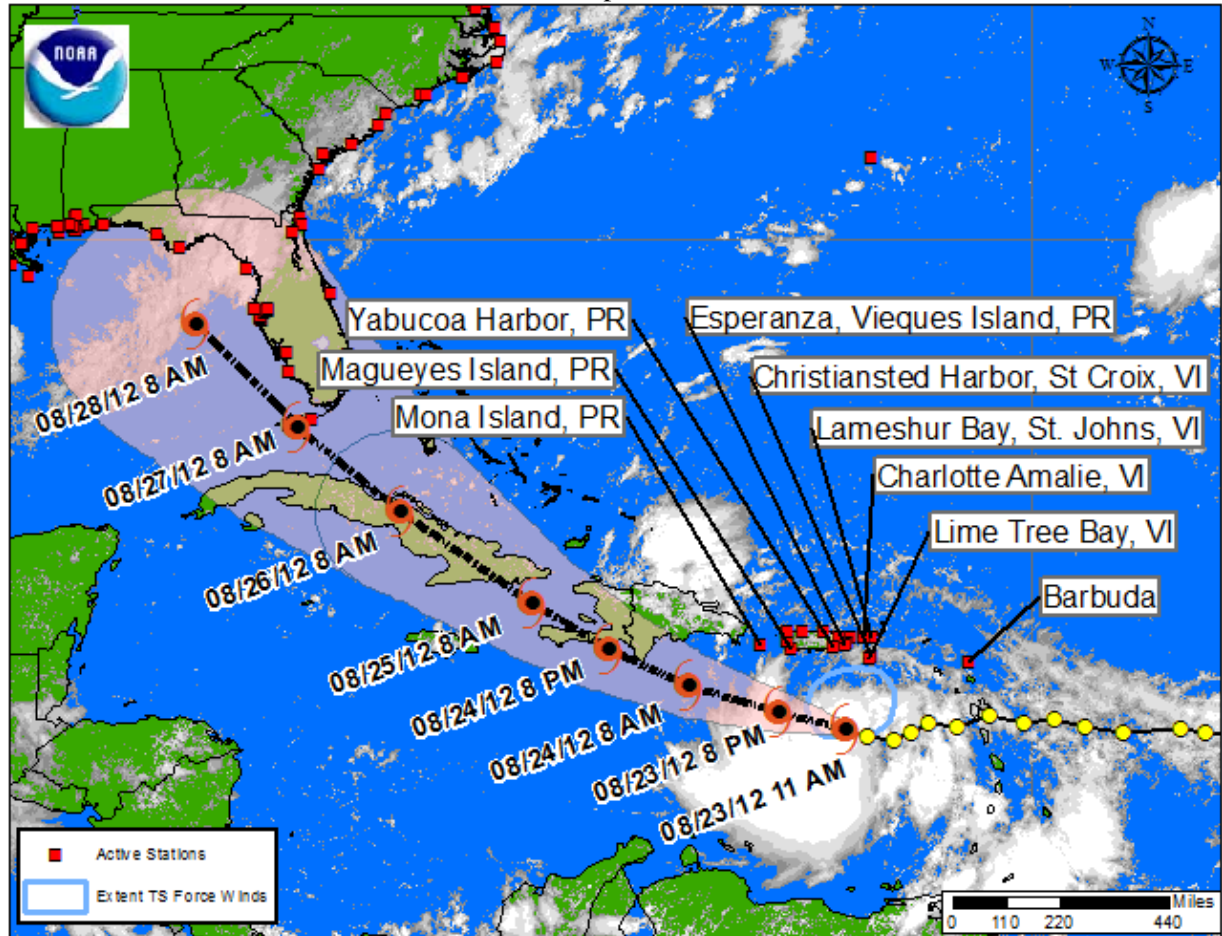 NOAA
N
W E
S
Yabucoa Harbor, PR
Esperanza, Vieques Island, PR
Magueyes Island, PR
Christiansted Harbor, St Croix, VI
Mona Island, PR
Lameshur Bay, St. Johns, VI
Charlotte Amalie, VI
Lime Tree Bay, VI
Barbuda
08/28/12 8 AM
08/27/12 8 AM
08/26/12 8 AM
08/25/12 8 AM
08/24/12 8 PM
08/24/12 8 AM
08/23/12 8 PM
08/23/12 11 AM
Active Stations
Extent TS Force Winds
Miles
0 110 220 440